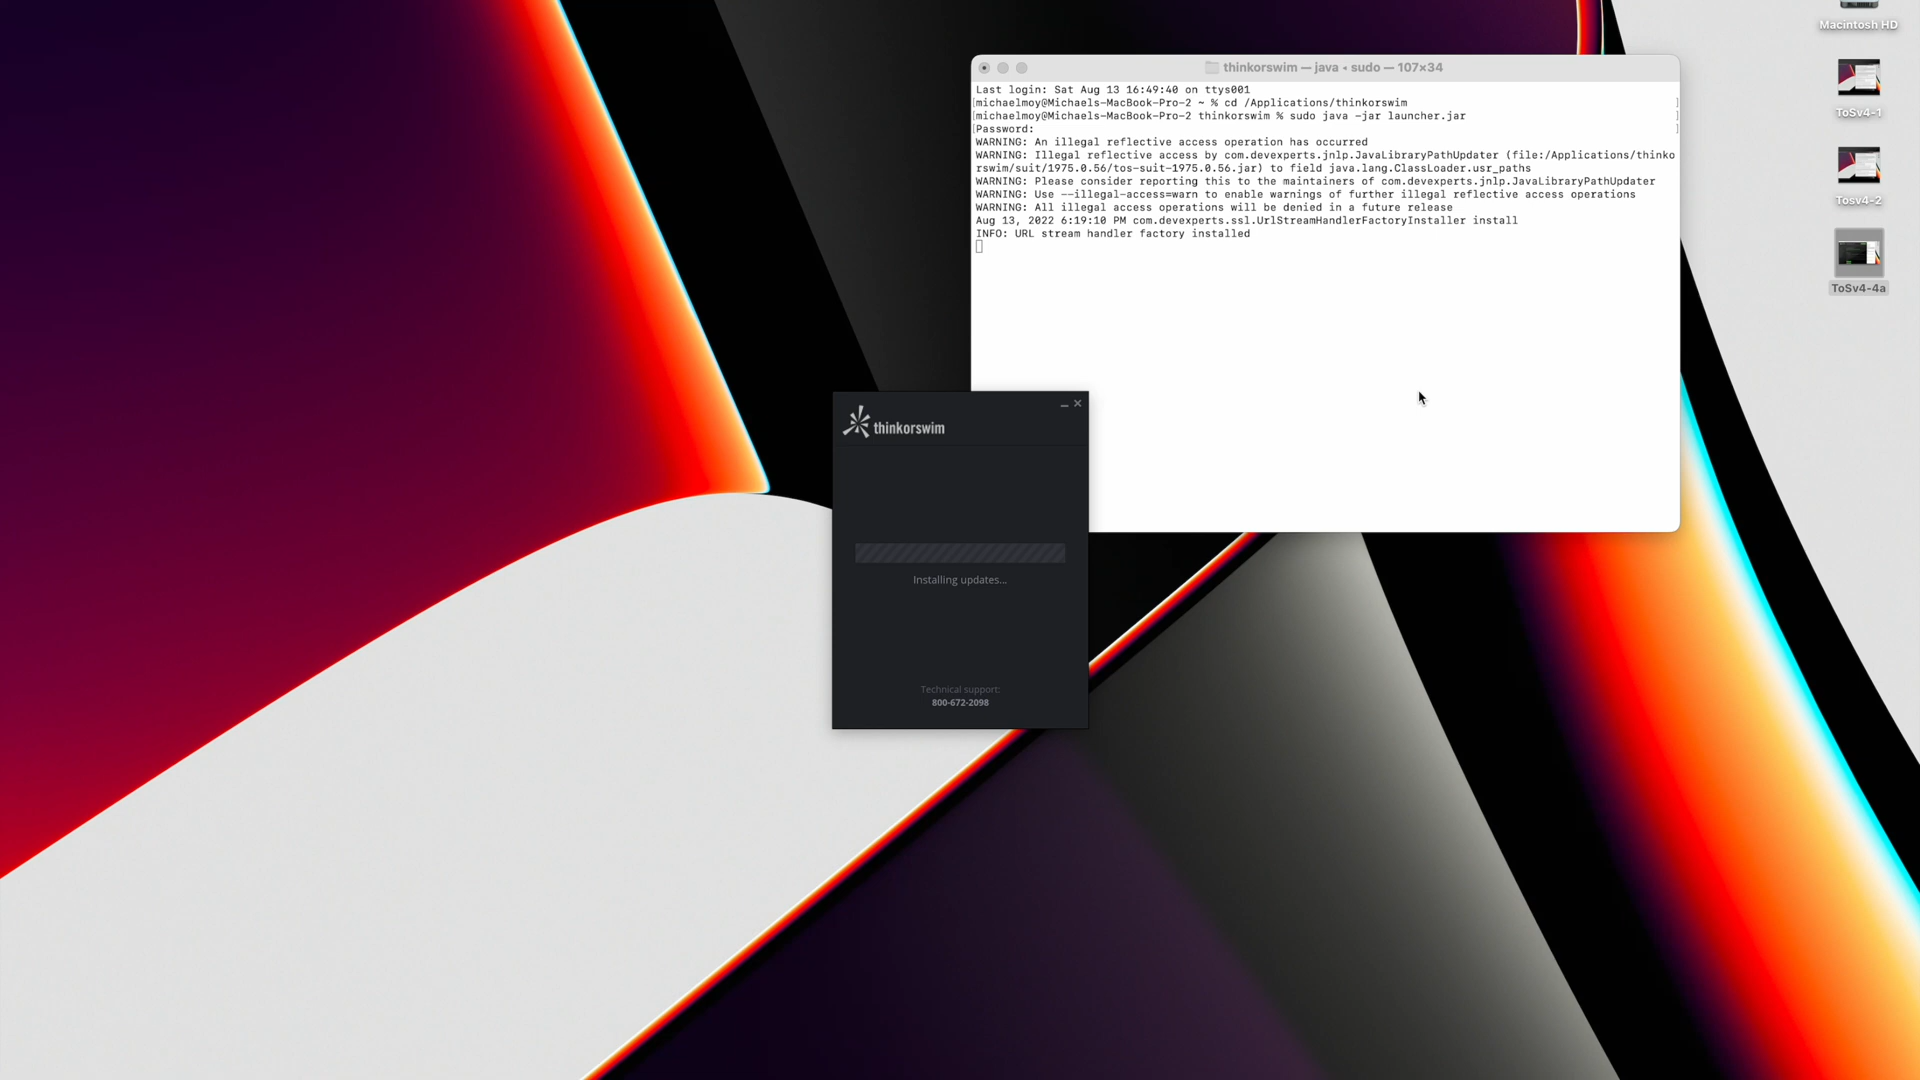 Macintosh HD
ToSv4-1
Tosv4-2
ToSv4-4a
thinkorswim — java ◂ sudo — 107×34
Last login: Sat Aug 13 16:49:40 on ttys001
[michaelmoy@Michaels-MacBook-Pro-2 ~ % cd /Applications/thinkorswim ]
[michaelmoy@Michaels-MacBook-Pro-2 thinkorswim % sudo java -jar launcher.jar ]
[Password: ]
WARNING: An illegal reflective access operation has occurred
WARNING: Illegal reflective access by com.devexperts.jnlp.JavaLibraryPathUpdater (file:/Applications/thinko
rswim/suit/1975.0.56/tos-suit-1975.0.56.jar) to field java.lang.ClassLoader.usr_paths
WARNING: Please consider reporting this to the maintainers of com.devexperts.jnlp.JavaLibraryPathUpdater
WARNING: Use --illegal-access=warn to enable warnings of further illegal reflective access operations
WARNING: All illegal access operations will be denied in a future release
Aug 13, 2022 6:19:10 PM com.devexperts.ssl.UrlStreamHandlerFactoryInstaller install
INFO: URL stream handler factory installed
thinkorswim
Installing updates...
Technical support:
800-672-2098